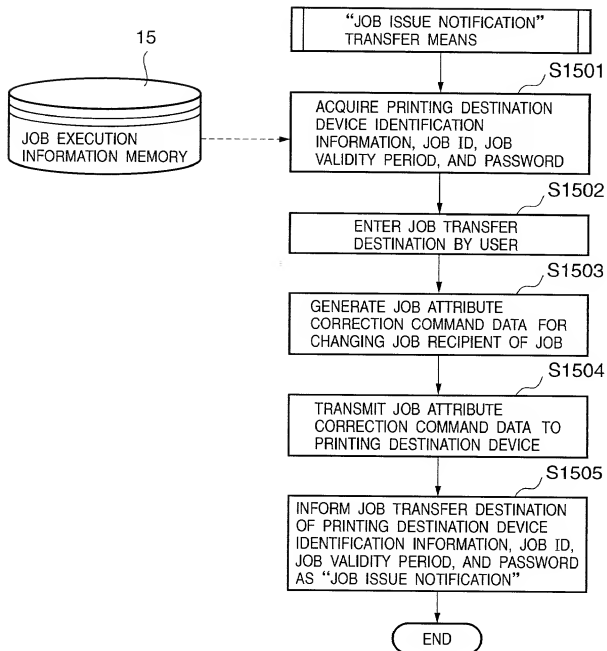 15
JOB EXECUTION
INFORMATION MEMORY
“JOB ISSUE NOTIFICATION”
TRANSFER MEANS
S1501
ACQUIRE PRINTING DESTINATION
DEVICE IDENTIFICATION
INFORMATION, JOB ID, JOB
VALIDITY PERIOD, AND PASSWORD
S1502
ENTER JOB TRANSFER
DESTINATION BY USER
S1503
GENERATE JOB ATTRIBUTE
CORRECTION COMMAND DATA FOR
CHANGING JOB RECIPIENT OF JOB
S1504
TRANSMIT JOB ATTRIBUTE
CORRECTION COMMAND DATA TO
PRINTING DESTINATION DEVICE
S1505
INFORM JOB TRANSFER DESTINATION
OF PRINTING DESTINATION DEVICE
IDENTIFICATION INFORMATION, JOB ID,
JOB VALIDITY PERIOD, AND PASSWORD
AS “JOB ISSUE NOTIFICATION”
END